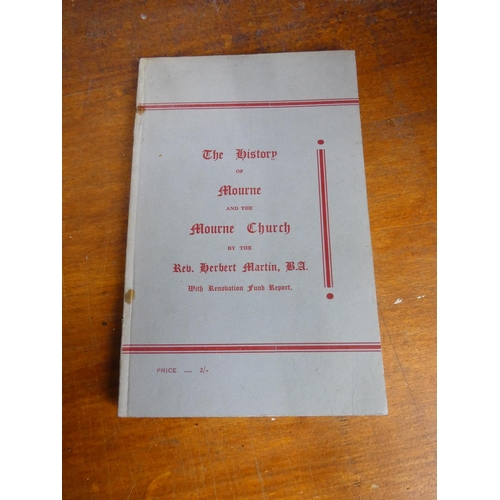 The History
OF
Mourne
AND THE
Mourne Church
BY THE
Rev. Herbert Martin, B.A.
With Renovation Fund Report.
PRICE — 2/-